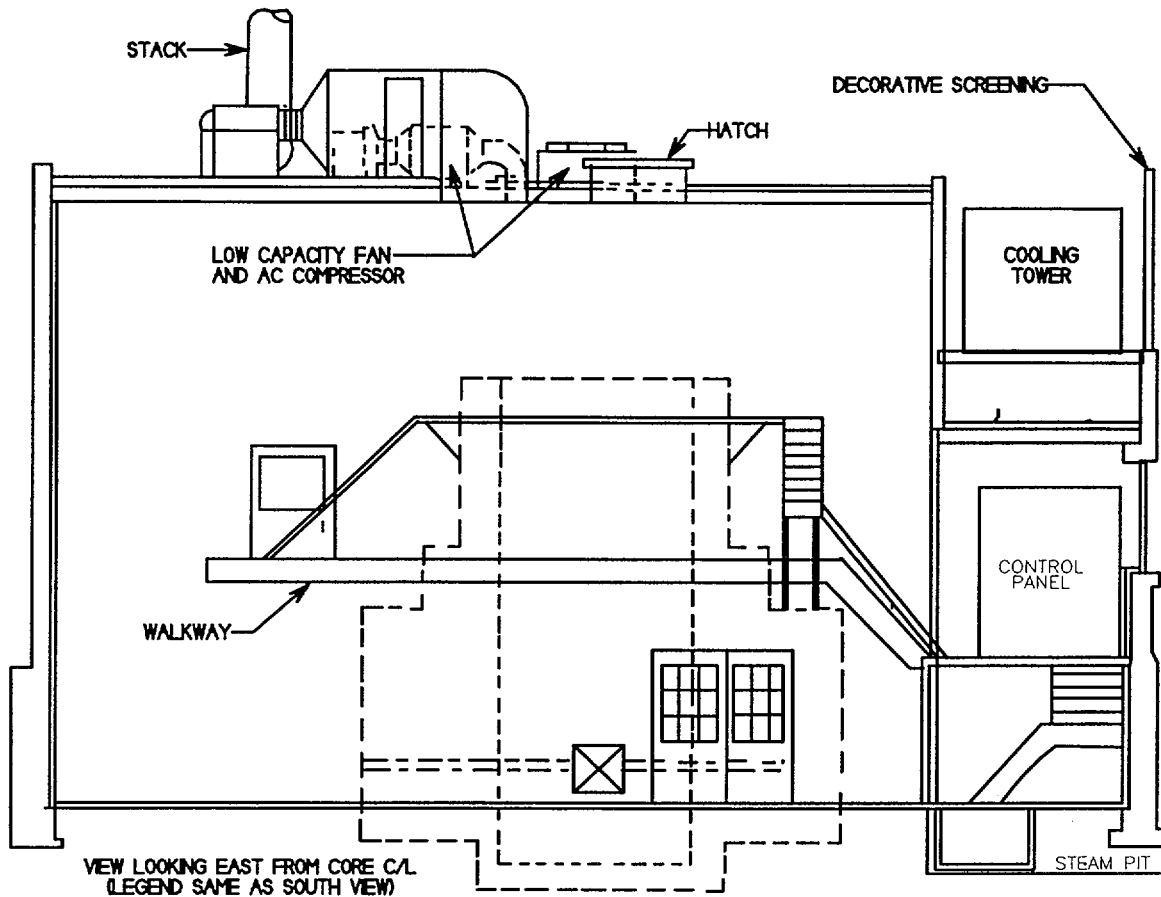 STACK
DECORATIVE SCREENING
HATCH
LOW CAPACITY FAN
AND AC COMPRESSOR
COOLING
TOWER
CONTROL
PANEL
WALKWAY
VIEW LOOKING EAST FROM CORE C/L
(LEGEND SAME AS SOUTH VIEW)
STEAM PIT